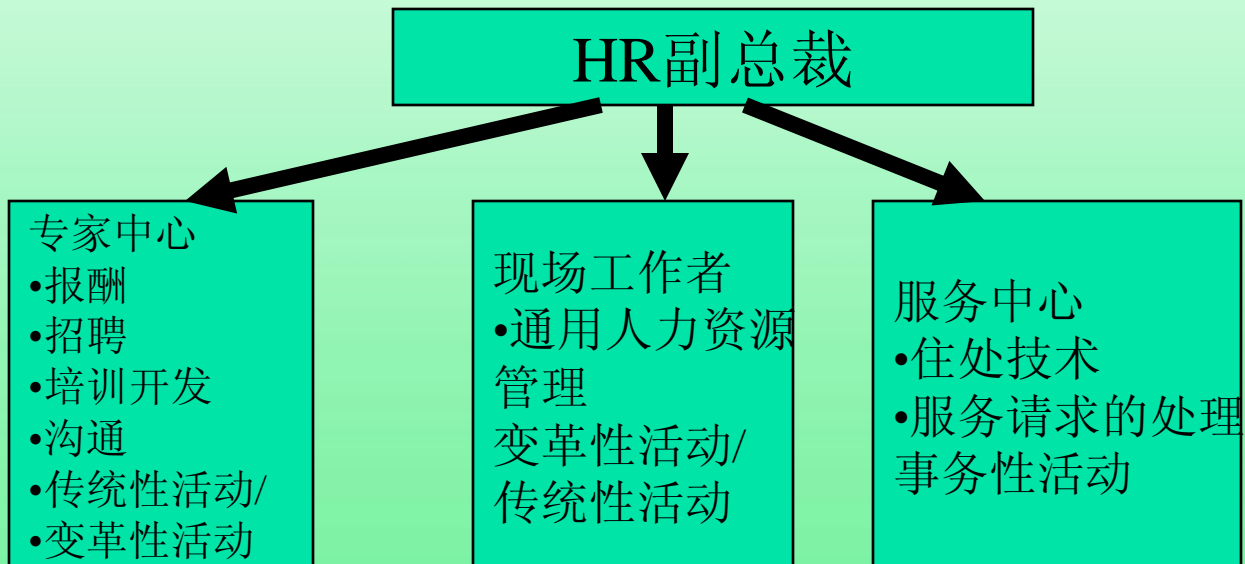 HR副总裁
专家中心
•报酬
•招聘
•培训开发
•沟通
•传统性活动/
•变革性活动
现场工作者
•通用人力资源
管理
变革性活动/
传统性活动
服务中心
•住处技术
•服务请求的处理
事务性活动